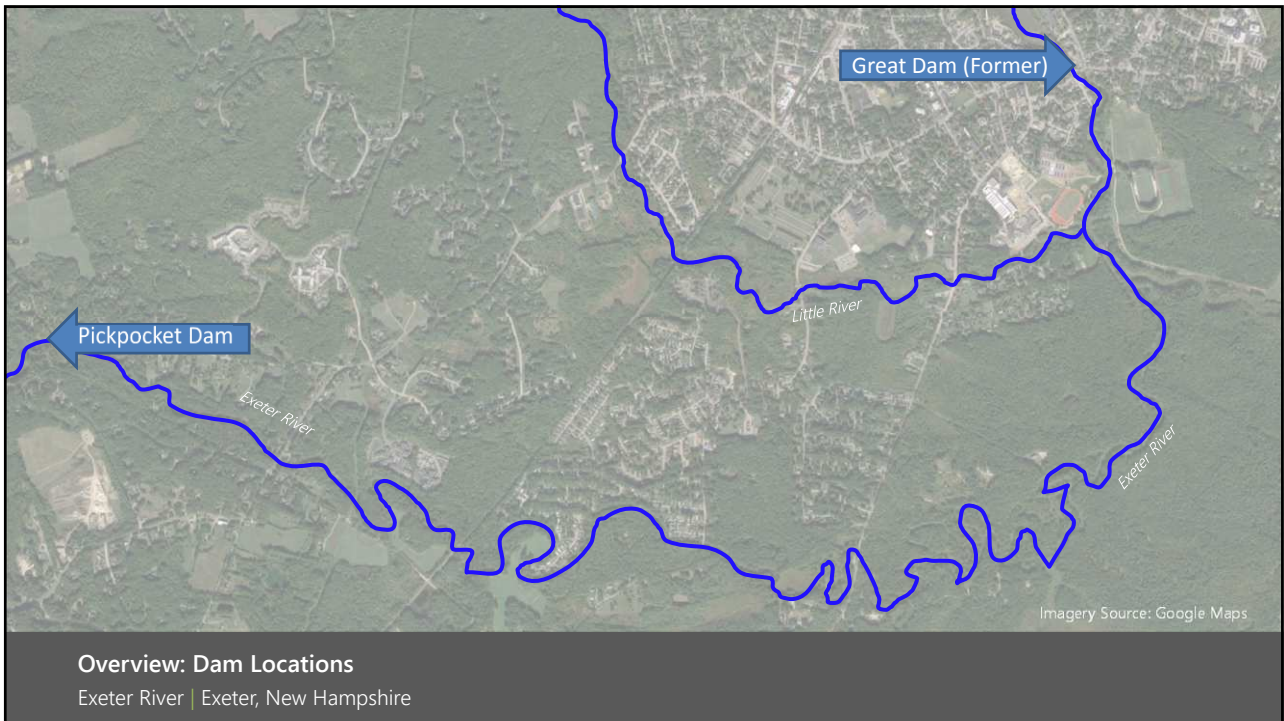 Great Dam (Former)
Pickpocket Dam
Little River
Exeter River
Exeter River
Imagery Source: Google Maps
Overview: Dam Locations
Exeter River | Exeter, New Hampshire